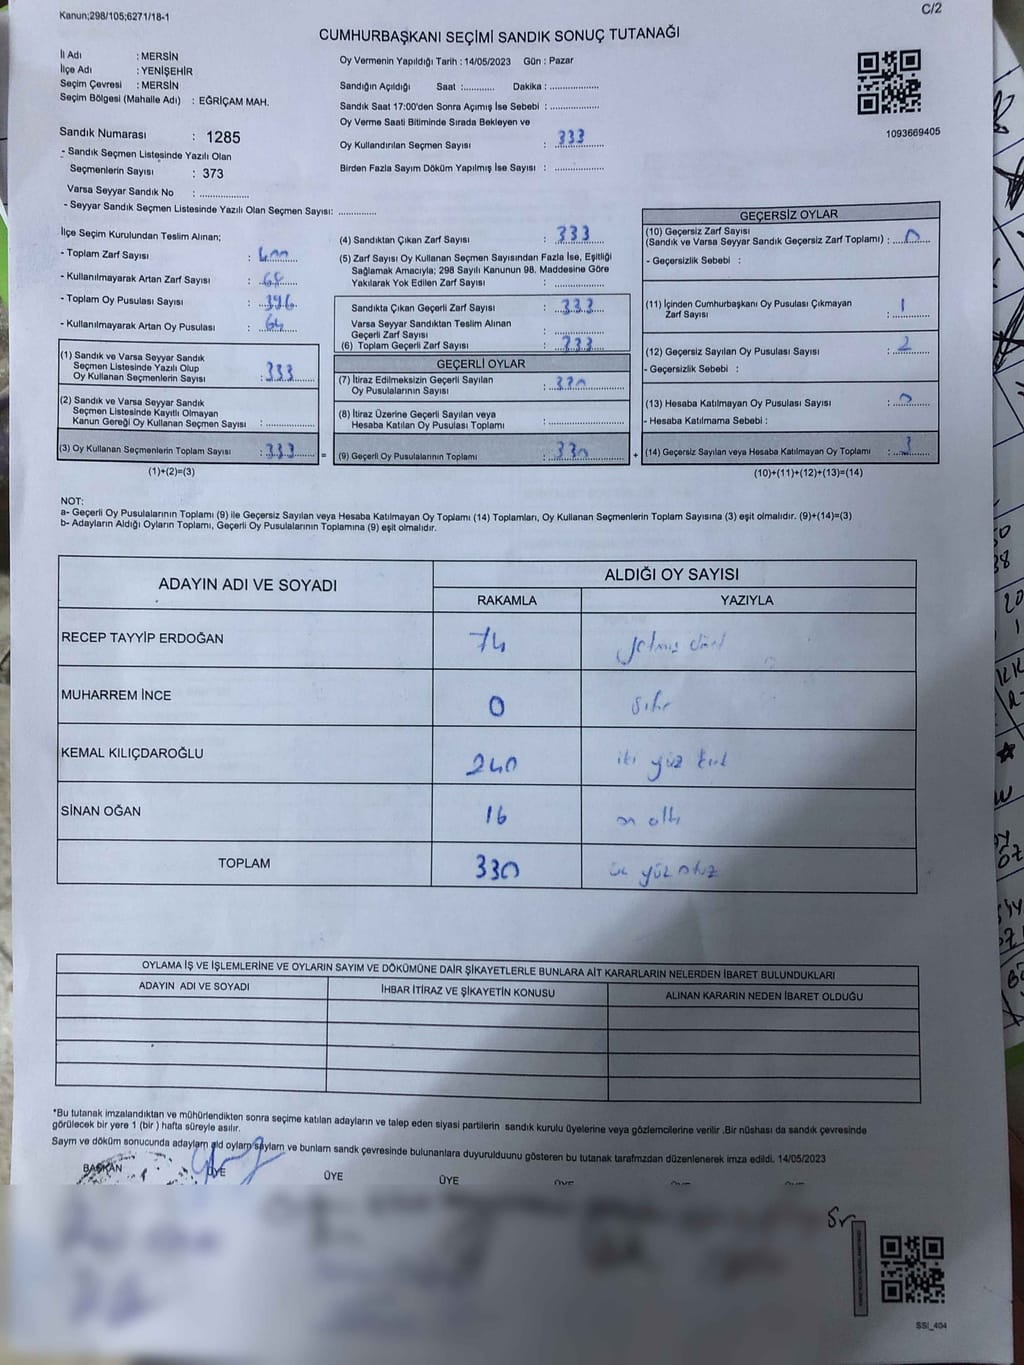 Kanun;298/105;6271/18-1
C/2
CUMHURBAŞKANI SEÇİMİ SANDIK SONUÇ TUTANAĞI
İl Adı : MERSİN
İlçe Adı : YENİŞEHİR
Seçim Çevresi : MERSİN
Seçim Bölgesi (Mahalle Adı) : EĞRİÇAM MAH.
Sandık Numarası : 1285
- Sandık Seçmen Listesinde Yazılı Olan
Seçmenlerin Sayısı : 373
Varsa Seyyar Sandık No : ..............
- Seyyar Sandık Seçmen Listesinde Yazılı Olan Seçmen Sayısı: ..............
Oy Vermenin Yapıldığı Tarih : 14/05/2023 Gün : Pazar
Sandığın Açıldığı Saat :........... Dakika : ..................
Sandık Saat 17:00'den Sonra Açımış İse Sebebi : ..................
Oy Verme Saati Bitiminde Sırada Bekleyen ve
Oy Kullandırılan Seçmen Sayısı : 333
Birden Fazla Sayım Döküm Yapılmış İse Sayısı : ..................
1093669405
İlçe Seçim Kurulundan Teslim Alınan;
- Toplam Zarf Sayısı : 400
- Kullanılmayarak Artan Zarf Sayısı :
- Toplam Oy Pusulası Sayısı : 396
- Kullanılmayarak Artan Oy Pusulası :
(1) Sandık ve Varsa Seyyar Sandık
Seçmen Listesinde Yazılı Olup
Oy Kullanan Seçmenlerin Sayısı : 333
(2) Sandık ve Varsa Seyyar Sandık
Seçmen Listesinde Kayıtlı Olmayan
Kanun Gereği Oy Kullanan Seçmen Sayısı : ..............
(3) Oy Kullanan Seçmenlerin Toplam Sayısı : 333
(1)+(2)=(3)
(4) Sandıktan Çıkan Zarf Sayısı : 333
(5) Zarf Sayısı Oy Kullanan Seçmen Sayısından Fazla İse, Eşitliği
Sağlamak Amacıyla; 298 Sayılı Kanunun 98. Maddesine Göre
Yakılarak Yok Edilen Zarf Sayısı : ..................
Sandıkta Çıkan Geçerli Zarf Sayısı : 333
Varsa Seyyar Sandıktan Teslim Alınan
Geçerli Zarf Sayısı : ..................
(6) Toplam Geçerli Zarf Sayısı : 333
GEÇERLİ OYLAR
(7) İtiraz Edilmeksizin Geçerli Sayılan
Oy Pusulalarının Sayısı : 330
(8) İtiraz Üzerine Geçerli Sayılan veya
Hesaba Katılan Oy Pusulası Toplamı : ..................
= (9) Geçerli Oy Pusulalarının Toplamı : 330
GEÇERSİZ OYLAR
(10) Geçersiz Zarf Sayısı
(Sandık ve Varsa Seyyar Sandık Geçersiz Zarf Toplamı) : 0
- Geçersizlik Sebebi :
(11) İçinden Cumhurbaşkanı Oy Pusulası Çıkmayan
Zarf Sayısı : 1
(12) Geçersiz Sayılan Oy Pusulası Sayısı : 2
- Geçersizlik Sebebi :
(13) Hesaba Katılmayan Oy Pusulası Sayısı : 0
- Hesaba Katılmama Sebebi :
+ (14) Geçersiz Sayılan veya Hesaba Katılmayan Oy Toplamı : 3
(10)+(11)+(12)+(13)=(14)
NOT:
a- Geçerli Oy Pusulalarının Toplamı (9) ile Geçersiz Sayılan veya Hesaba Katılmayan Oy Toplamı (14) Toplamları, Oy Kullanan Seçmenlerin Toplam Sayısına (3) eşit olmalıdır. (9)+(14)=(3)
b- Adayların Aldığı Oyların Toplamı, Geçerli Oy Pusulalarının Toplamına (9) eşit olmalıdır.
ADAYIN ADI VE SOYADI ALDIĞI OY SAYISI
RAKAMLA YAZIYLA
RECEP TAYYİP ERDOĞAN 74 yetmiş dört
MUHARREM İNCE 0 sıfır
KEMAL KILIÇDAROĞLU 240 iki yüz kırk
SİNAN OĞAN 16 on altı
TOPLAM 330 üç yüz otuz
OYLAMA İŞ VE İŞLEMLERİNE VE OYLARIN SAYIM VE DÖKÜMÜNE DAİR ŞİKAYETLERLE BUNLARA AİT KARARLARIN NELERDEN İBARET BULUNDUKLARI
ADAYIN ADI VE SOYADI İHBAR İTİRAZ VE ŞİKAYETİN KONUSU ALINAN KARARIN NEDEN İBARET OLDUĞU
*Bu tutanak imzalandıktan ve mühürlendikten sonra seçime katılan adayların ve talep eden siyasi partilerin sandık kurulu üyelerine veya gözlemcilerine verilir .Bir nüshası da sandık çevresinde
görülecek bir yere 1 (bir ) hafta süreyle asılır.
Sayım ve döküm sonucunda adayların ald oyların sayların ve bunların sandk çevresinde bulunanlara duyurulduunu gösteren bu tutanak tarafmzdan düzenlenerek imza edildi. 14/05/2023
BAŞKAN ÜYE ÜYE ÜYE
SSI_404